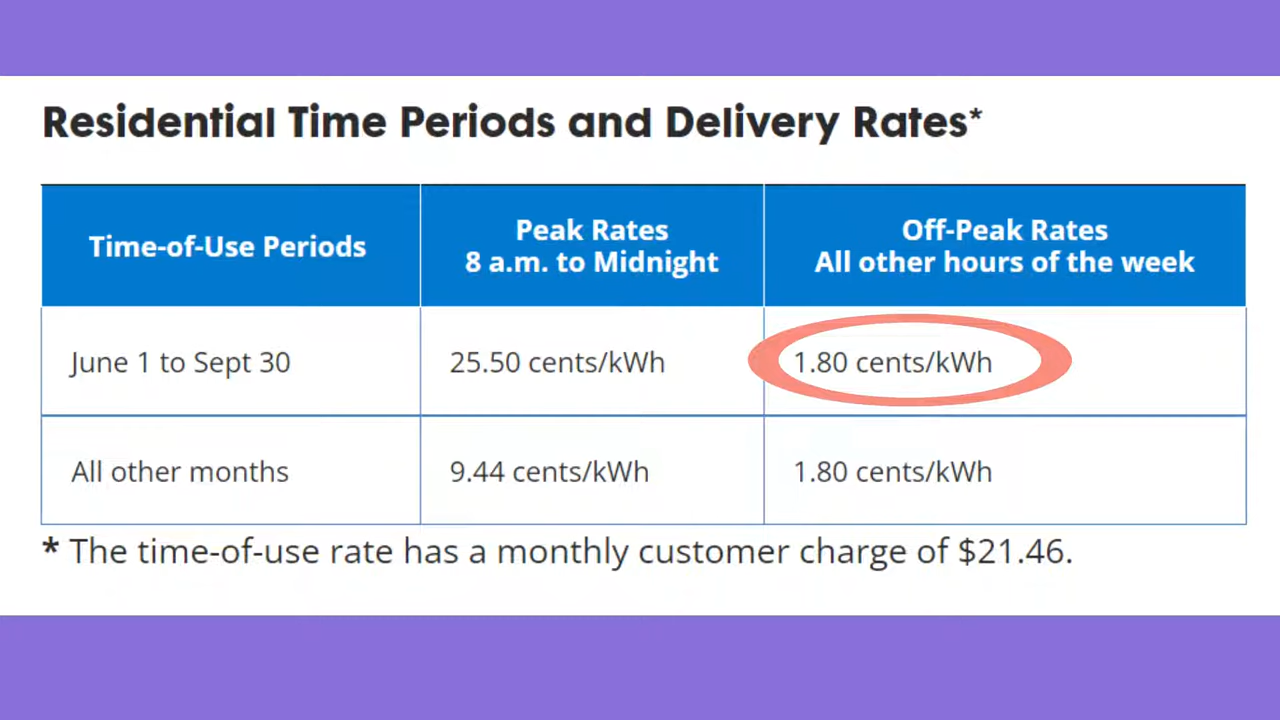 Residential Time Periods and Delivery Rates*
Time-of-Use Periods
Peak Rates
8 a.m. to Midnight
Off-Peak Rates
All other hours of the week
June 1 to Sept 30
25.50 cents/kWh
1.80 cents/kWh
All other months
9.44 cents/kWh
1.80 cents/kWh
* The time-of-use rate has a monthly customer charge of $21.46.